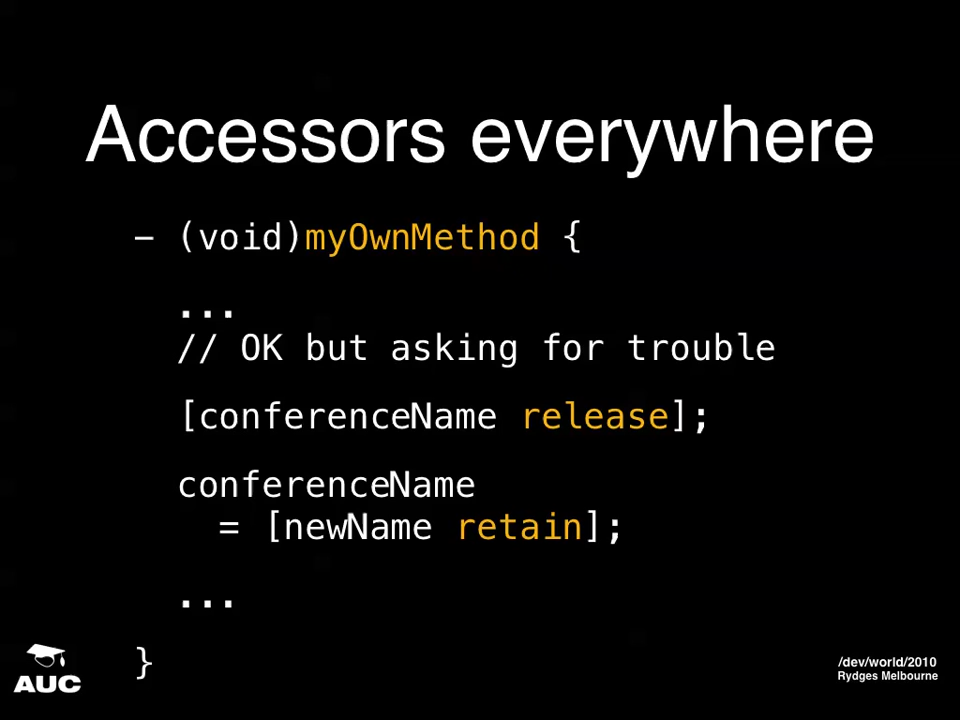 Accessors everywhere
- (void)myOwnMethod {
...
// OK but asking for trouble
[conferenceName release];
conferenceName
= [newName retain];
...
}
AUC
/dev/world/2010
Rydges Melbourne